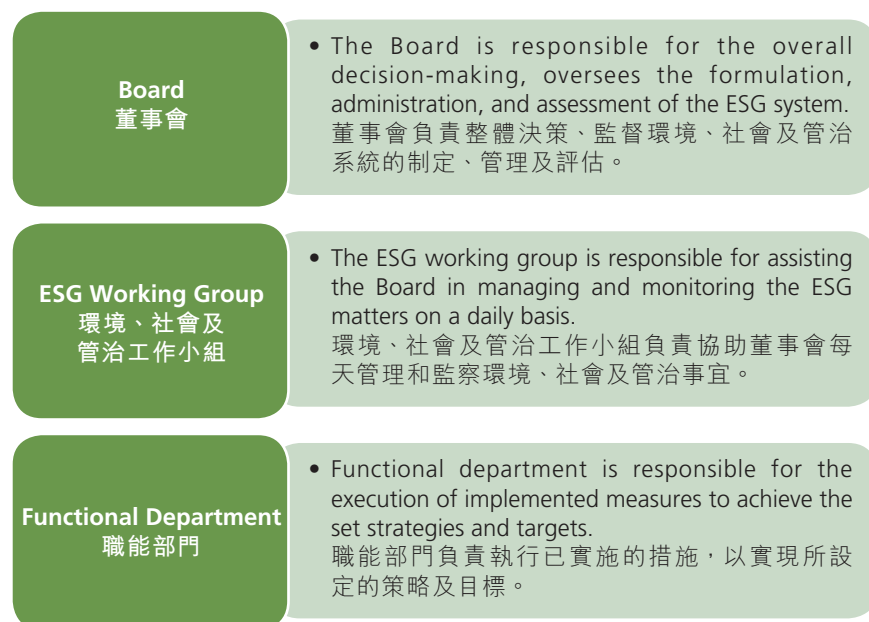 Board
董事會
• The Board is responsible for the overall
decision-making, oversees the formulation,
administration, and assessment of the ESG system.
董事會負責整體決策、監督環境、社會及管治
系統的制定、管理及評估。
ESG Working Group
環境、社會及
管治工作小組
• The ESG working group is responsible for assisting
the Board in managing and monitoring the ESG
matters on a daily basis.
環境、社會及管治工作小組負責協助董事會每
天管理和監察環境、社會及管治事宜。
Functional Department
職能部門
• Functional department is responsible for the
execution of implemented measures to achieve the
set strategies and targets.
職能部門負責執行已實施的措施，以實現所設
定的策略及目標。